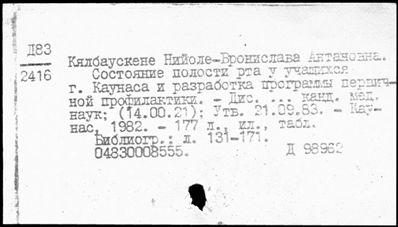 Д83
2416
Кялбаускене Нийоле-Бронислава Антановна.
Состояние полости рта у учащихся
г. Каунаса и разработка программы первич-
ной профилактики. - Дис. ... канд. мед.
наук; (14.00.21); Утв. 21.09.83. - Кау-
нас, 1982. - 177 л., ил., табл.
Библиогр.: л. 131-171.
04830008555. Д 98962